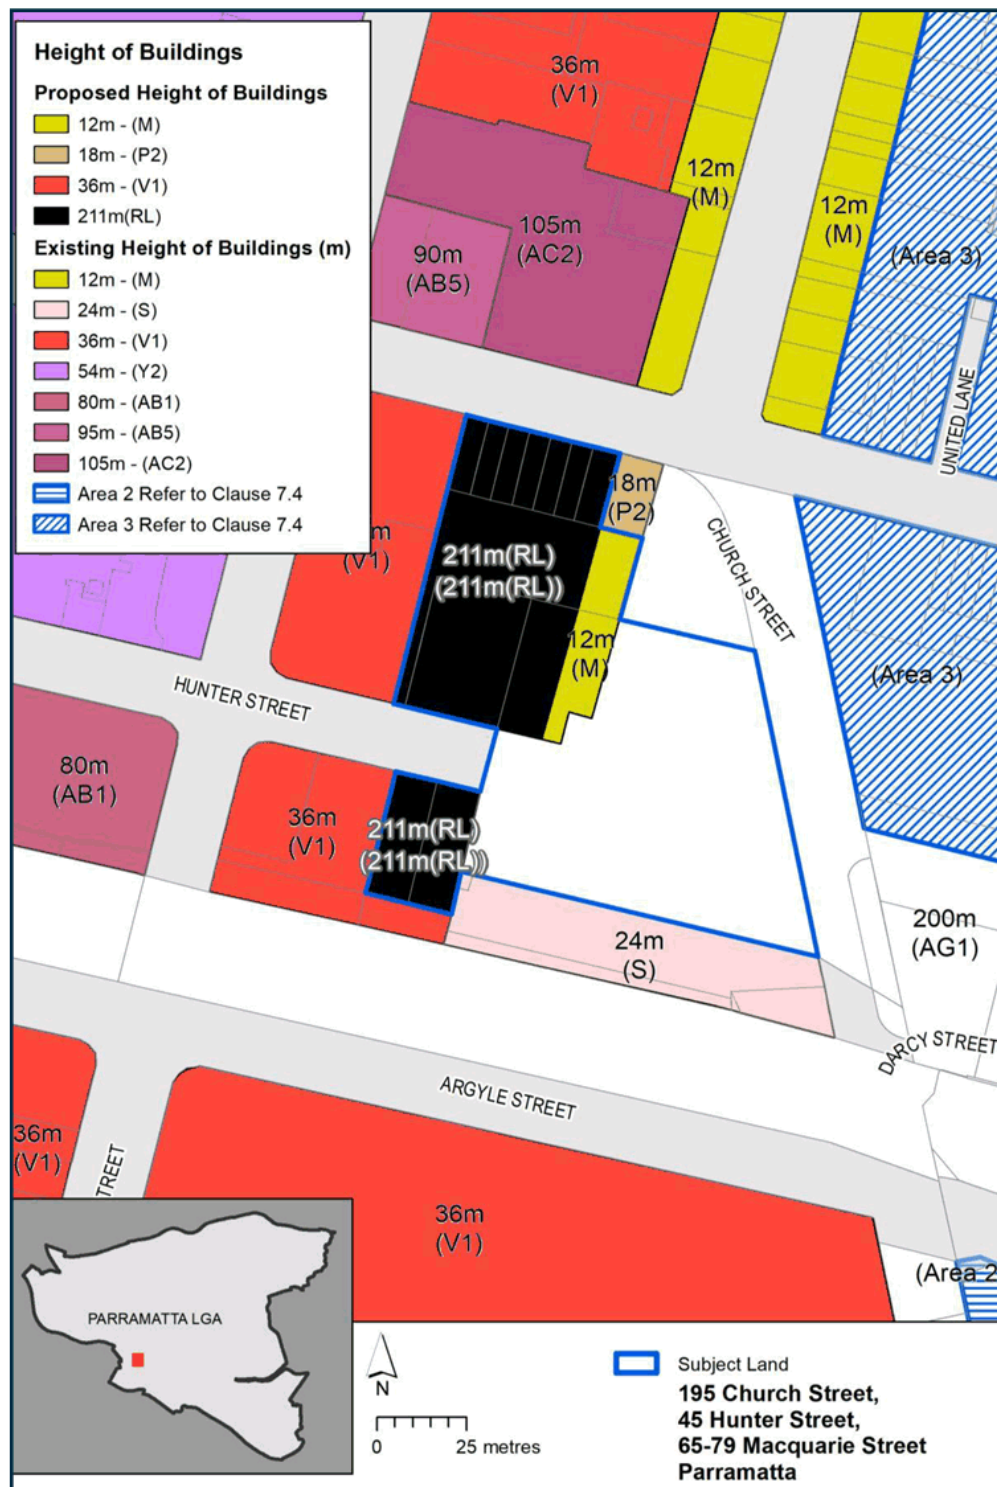 Height of Buildings
Proposed Height of Buildings
12m - (M)
18m - (P2)
36m - (V1)
211m(RL)
Existing Height of Buildings (m)
12m - (M)
24m - (S)
36m - (V1)
54m - (Y2)
80m - (AB1)
95m - (AB5)
105m - (AC2)
Area 2 Refer to Clause 7.4
Area 3 Refer to Clause 7.4
36m
(V1)
12m
(M)
12m
(M)
(Area 3)
105m
(AC2)
90m
(AB5)
UNITED LANE
18m
(P2)
m
(V1)
211m(RL)
(211m(RL))
CHURCH STREET
12m
(M)
(Area 3)
HUNTER STREET
80m
(AB1)
36m
(V1)
211m(RL)
(211m(RL))
24m
(S)
200m
(AG1)
DARCY STREET
ARGYLE STREET
36m
(V1)
TREET
36m
(V1)
(Area 2
PARRAMATTA LGA
N
0 25 metres
Subject Land
195 Church Street,
45 Hunter Street,
65-79 Macquarie Street
Parramatta